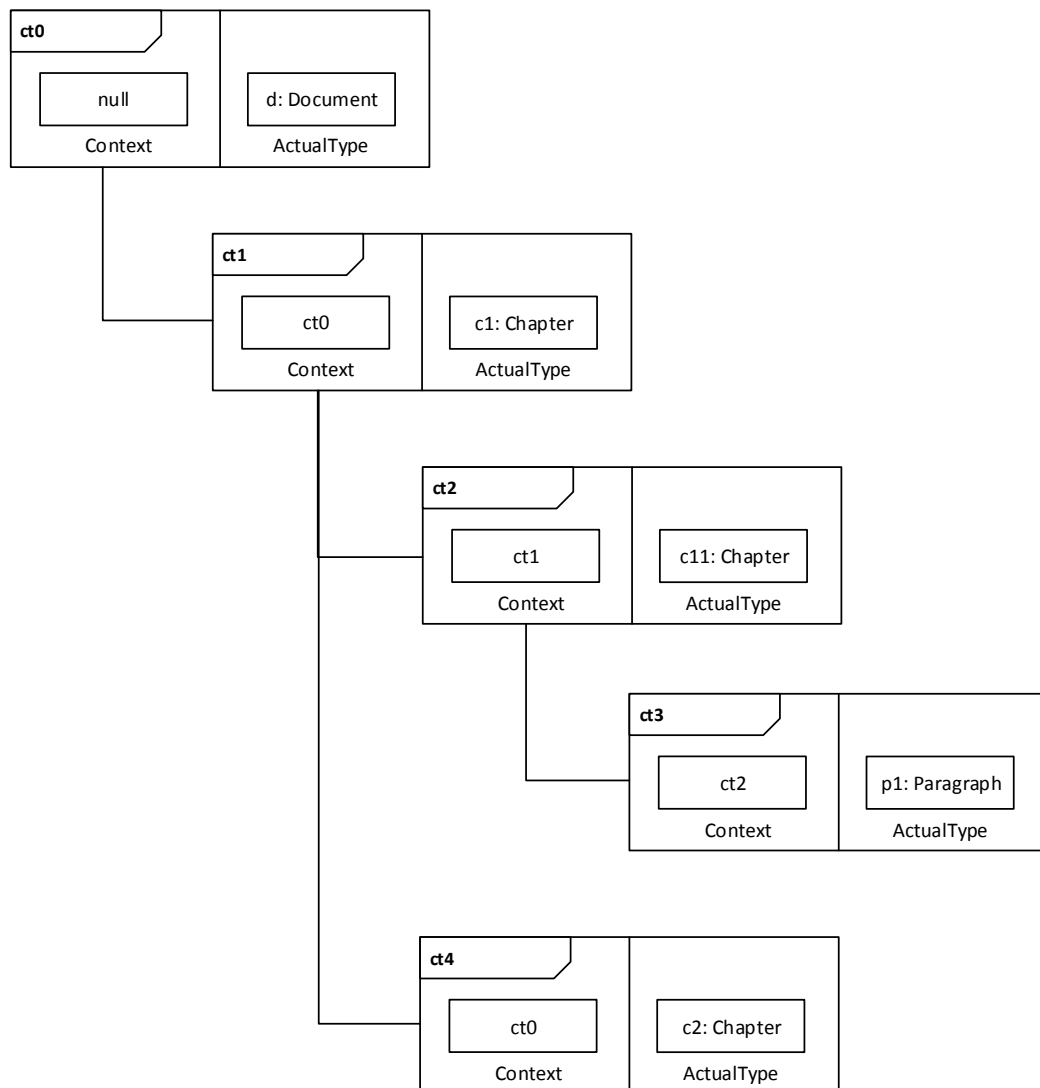 ct0
null
d: Document
Context
ActualType
ct1
ct0
c1: Chapter
Context
ActualType
ct2
ct1
c11: Chapter
Context
ActualType
ct3
ct2
p1: Paragraph
Context
ActualType
ct4
ct0
c2: Chapter
Context
ActualType